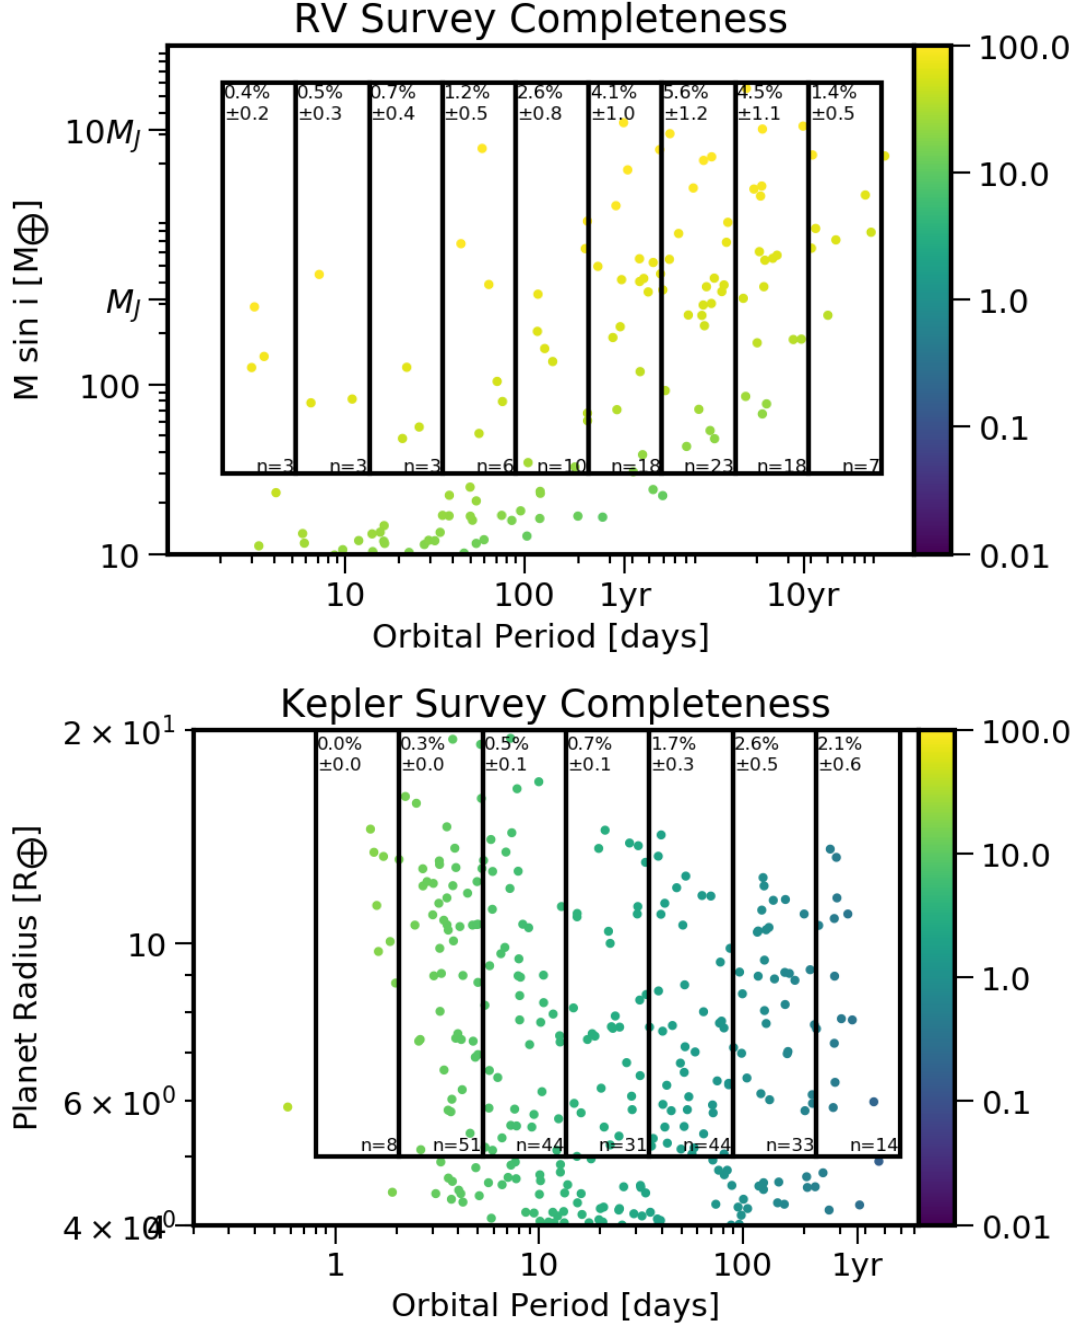 RV Survey Completeness
0.4% 0.5% 0.7% 1.2% 2.6% 4.1% 5.6% 4.5% 1.4%
±0.2 ±0.3 ±0.4 ±0.5 ±0.8 ±1.0 ±1.2 ±1.1 ±0.5
n=3 n=3 n=3 n=6 n=10 n=18 n=23 n=18 n=7
10M_J
M_J
100
10
M sin i [M⊕]
10 100 1yr 10yr
Orbital Period [days]
100.0
10.0
1.0
0.1
0.01
Kepler Survey Completeness
0.0% 0.3% 0.5% 0.7% 1.7% 2.6% 2.1%
±0.0 ±0.0 ±0.1 ±0.1 ±0.3 ±0.5 ±0.6
n=8 n=51 n=44 n=31 n=44 n=33 n=14
2 × 10¹
10
6 × 10⁰
4 × 10⁰
4
Planet Radius [R⊕]
1 10 100 1yr
Orbital Period [days]
100.0
10.0
1.0
0.1
0.01